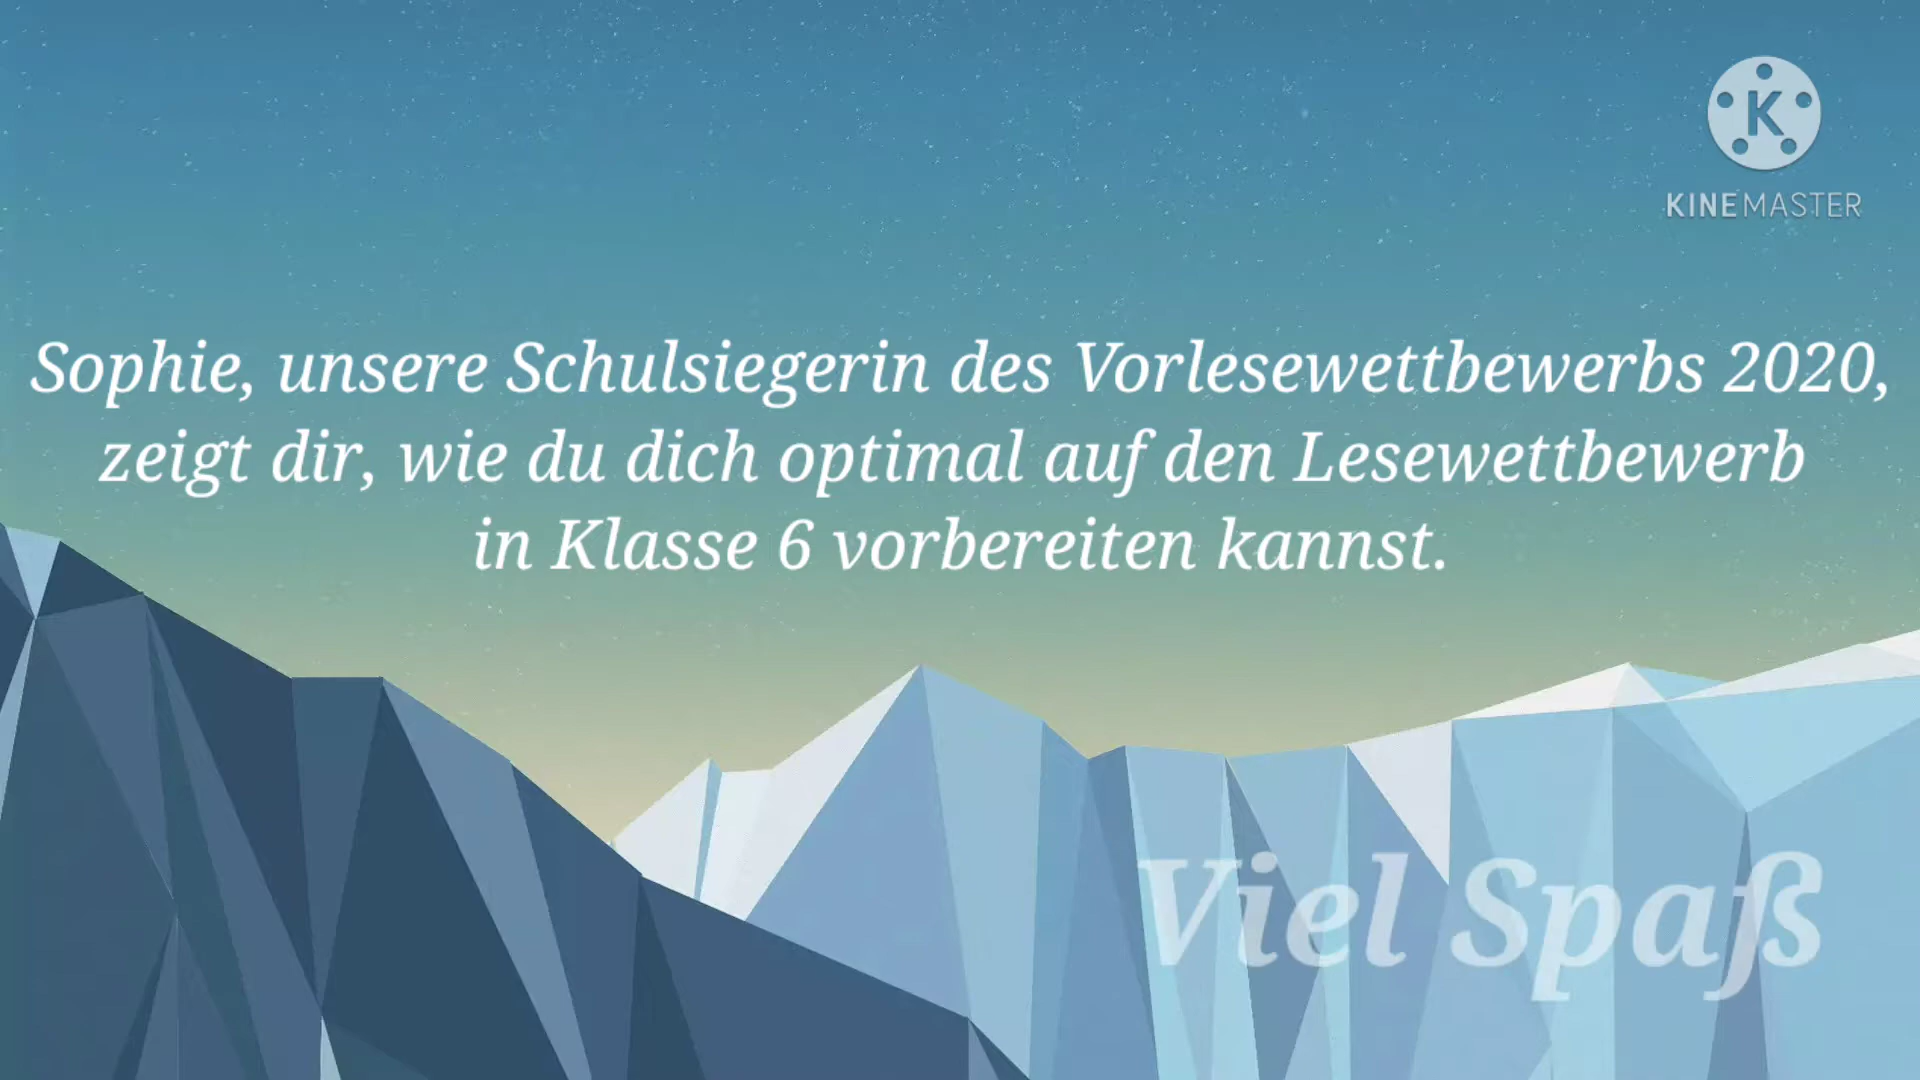 K
KINEMASTER
Sophie, unsere Schulsiegerin des Vorlesewettbewerbs 2020,
zeigt dir, wie du dich optimal auf den Lesewettbewerb
in Klasse 6 vorbereiten kannst.
Viel Spaß